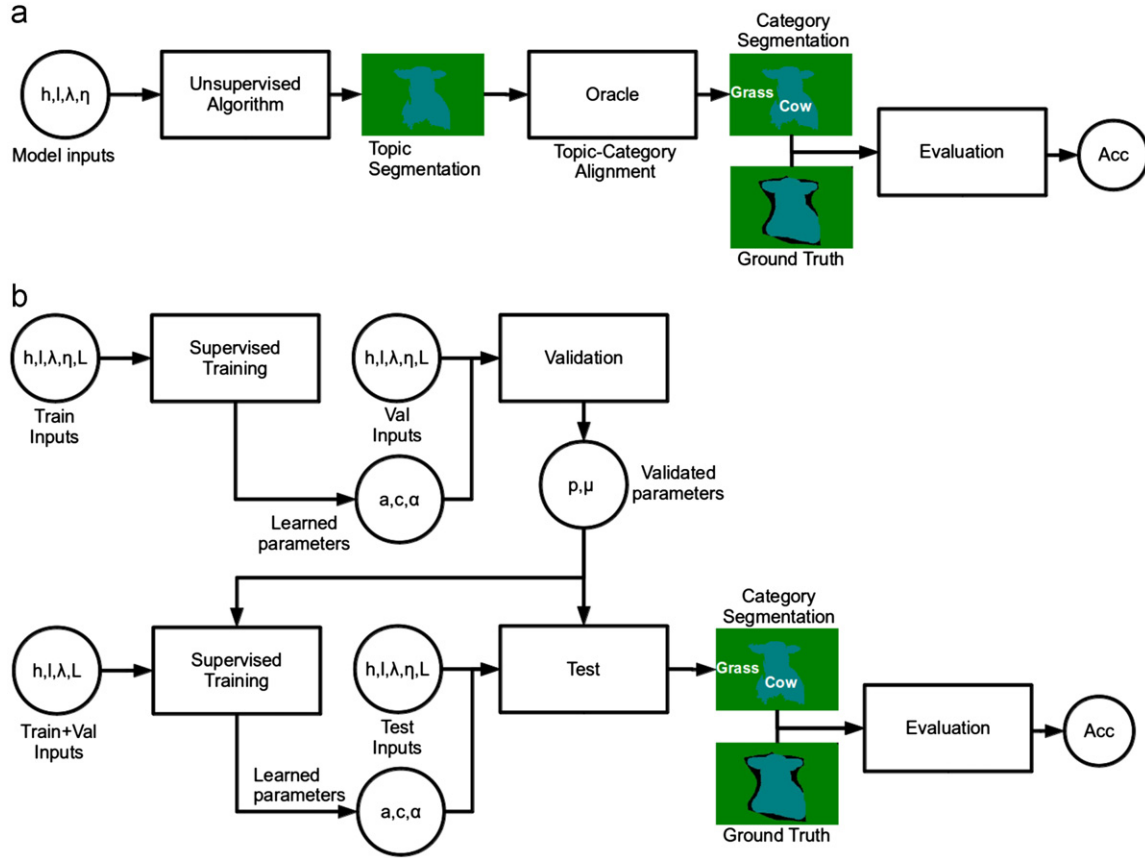 a
h,l,λ,η
Model inputs
Unsupervised
Algorithm
Topic
Segmentation
Oracle
Topic-Category
Alignment
Category
Segmentation
Grass
Cow
Ground Truth
Evaluation
Acc
b
h,l,λ,η,L
Train
Inputs
Supervised
Training
Learned
parameters
h,l,λ,η,L
Val
Inputs
a,c,α
Validation
p,μ
Validated
parameters
h,l,λ,L
Train+Val
Inputs
Supervised
Training
Learned
parameters
h,l,λ,η,L
Test
Inputs
a,c,α
Test
Category
Segmentation
Grass
Cow
Ground Truth
Evaluation
Acc